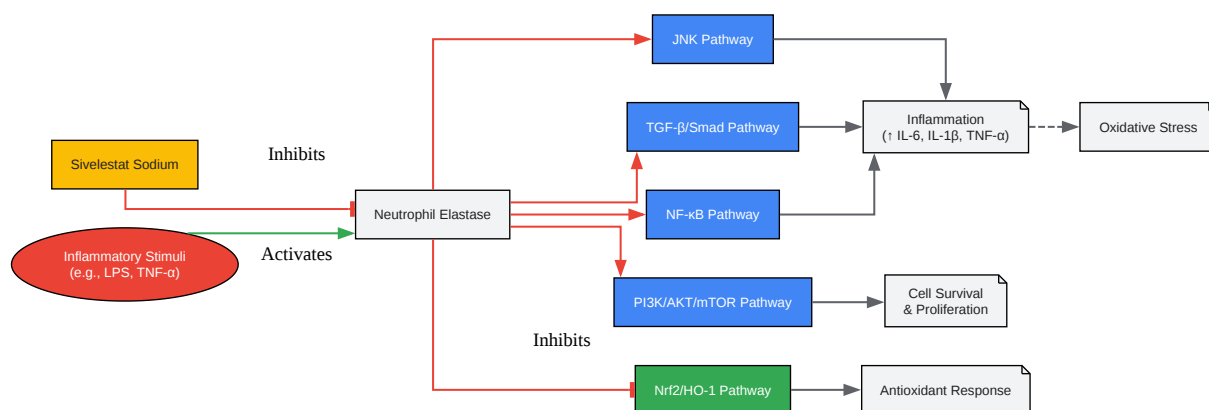 JNK Pathway
TGF-β/Smad Pathway
Inflammation
(↑ IL-6, IL-1β, TNF-α)
Oxidative Stress
Sivelestat Sodium
Inhibits
Neutrophil Elastase
NF-κB Pathway
Inflammatory Stimuli
(e.g., LPS, TNF-α)
Activates
PI3K/AKT/mTOR Pathway
Cell Survival
& Proliferation
Inhibits
Nrf2/HO-1 Pathway
Antioxidant Response